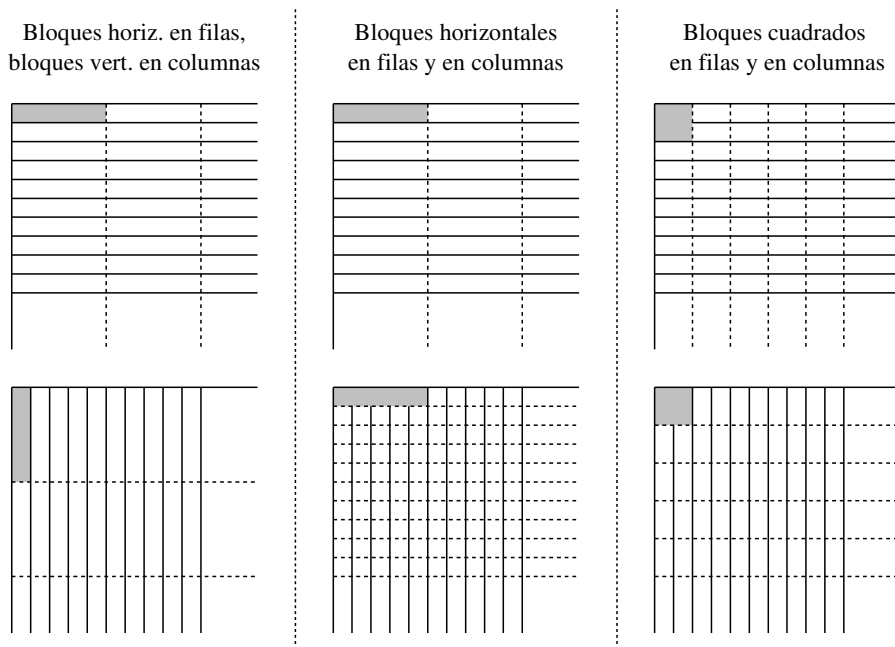 Bloques horiz. en filas,
bloques vert. en columnas
Bloques horizontales
en filas y en columnas
Bloques cuadrados
en filas y en columnas